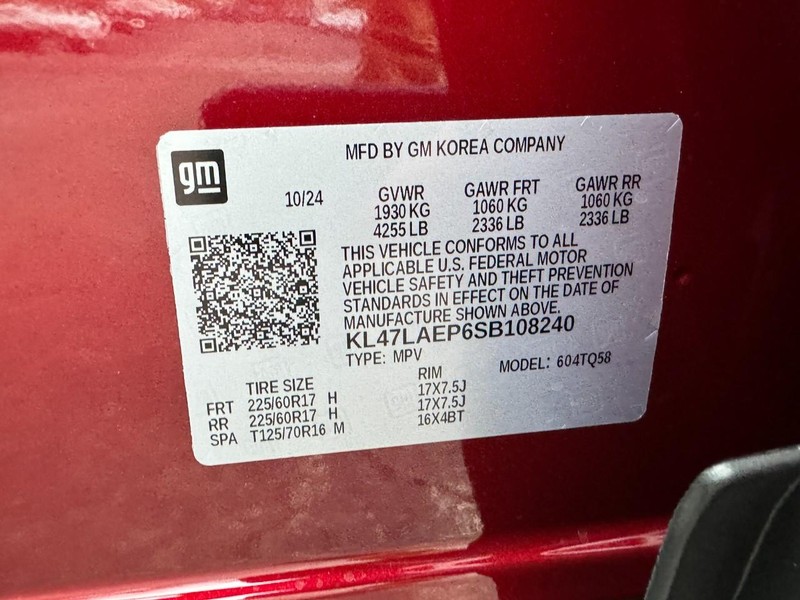 gm
MFD BY GM KOREA COMPANY
10/24
GVWR GAWR FRT GAWR RR
1930 KG 1060 KG 1060 KG
4255 LB 2336 LB 2336 LB
THIS VEHICLE CONFORMS TO ALL
APPLICABLE U.S. FEDERAL MOTOR
VEHICLE SAFETY AND THEFT PREVENTION
STANDARDS IN EFFECT ON THE DATE OF
MANUFACTURE SHOWN ABOVE.
KL47LAEP6SB108240
TYPE: MPV MODEL: 604TQ58
TIRE SIZE RIM
FRT 225/60R17 H 17X7.5J
RR 225/60R17 H 17X7.5J
SPA T125/70R16 M 16X4BT